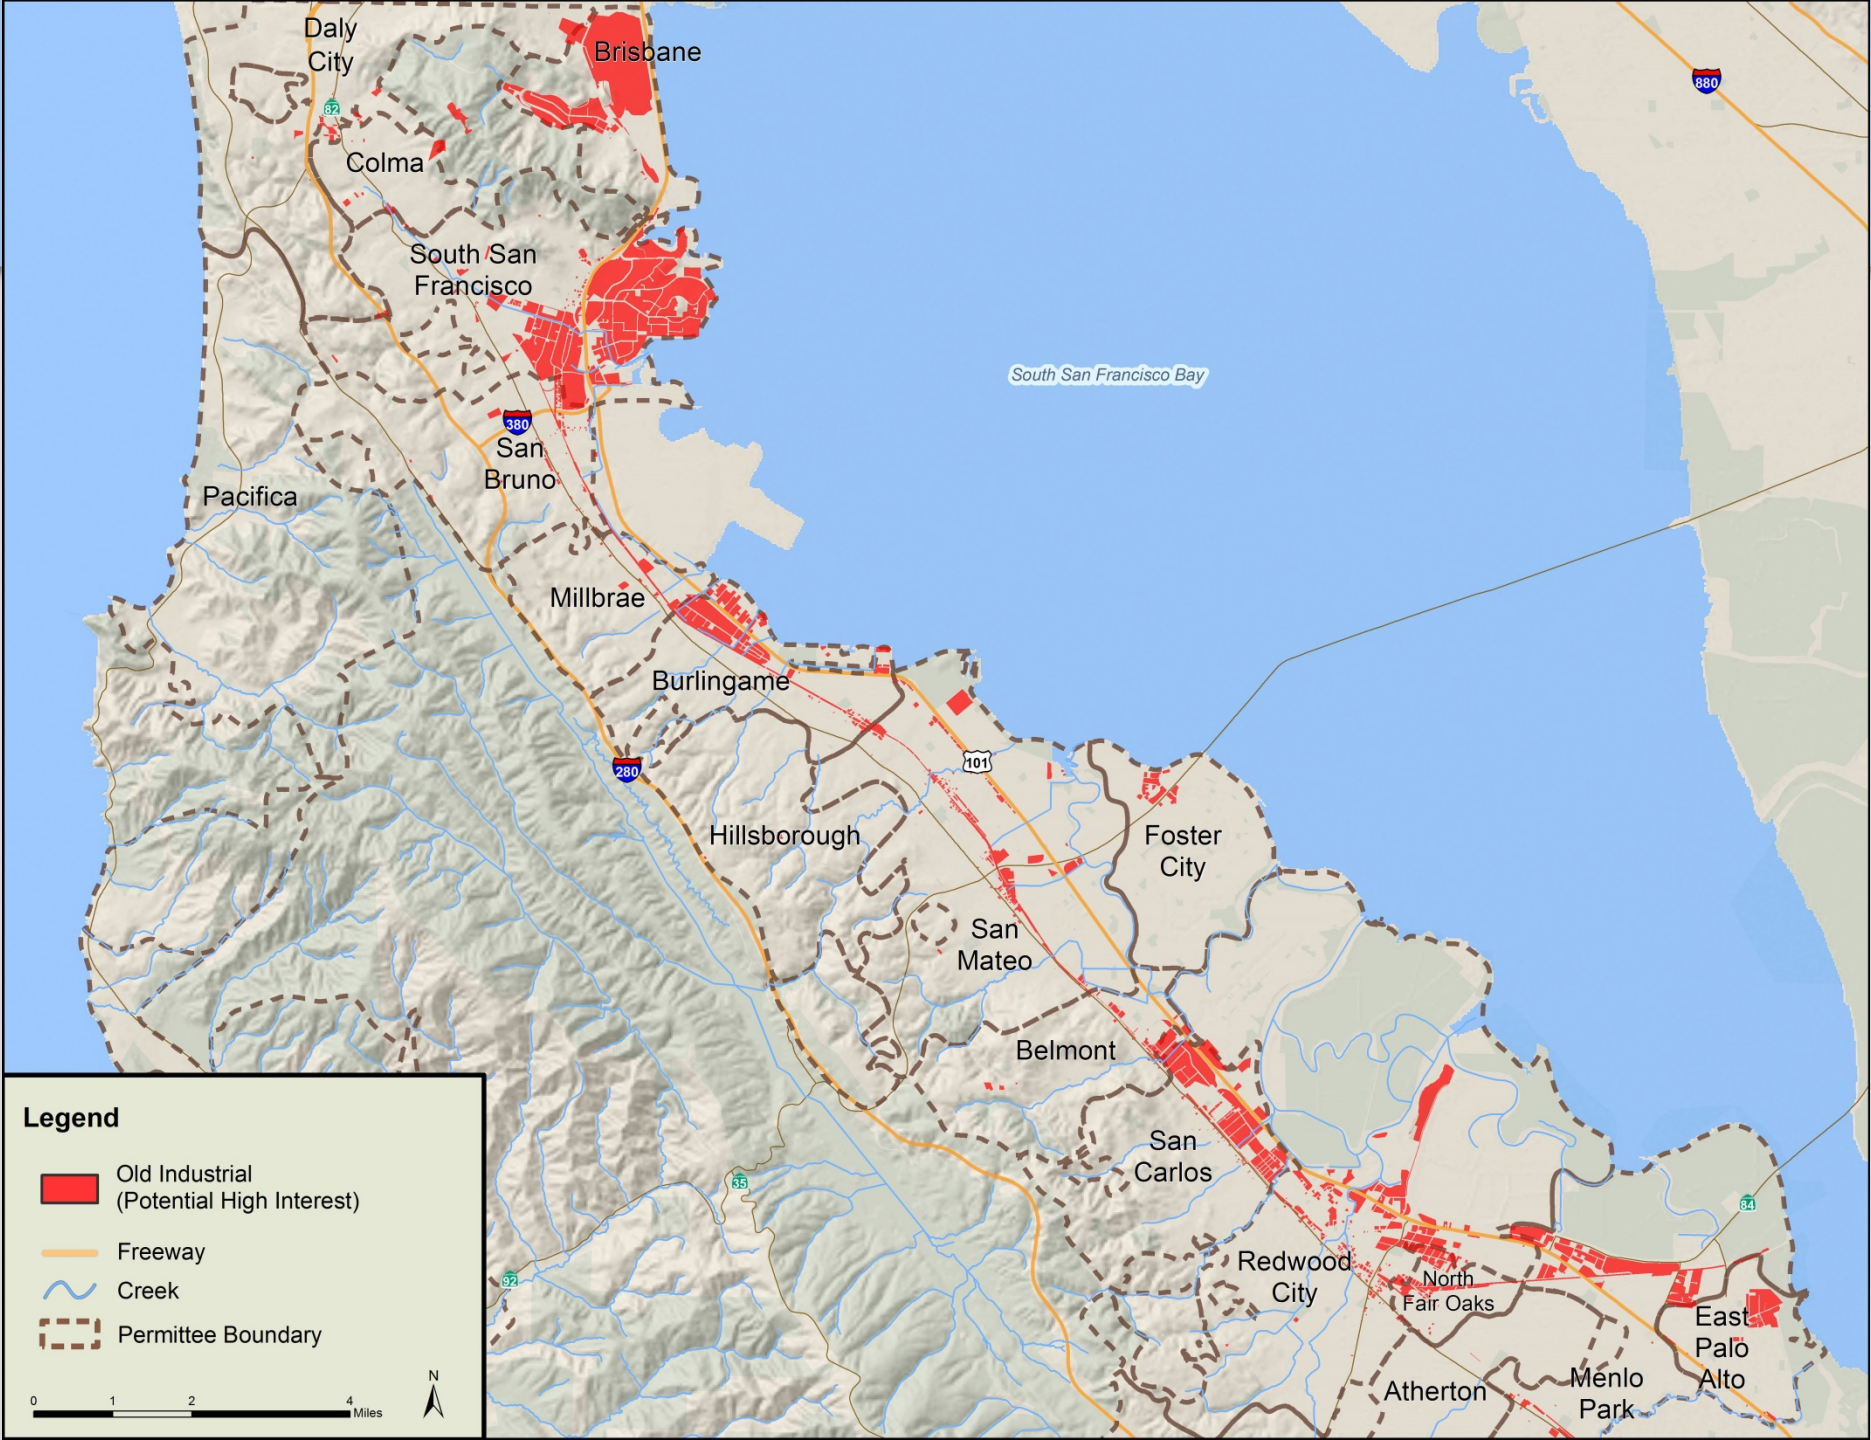 Daly
City
Brisbane
880
82
Colma
South San
Francisco
South San Francisco Bay
380
San
Bruno
Pacifica
Millbrae
Burlingame
101
280
Hillsborough
Foster
City
San
Mateo
Belmont
San
Carlos
35
84
92
Redwood
City
North
Fair Oaks
East
Palo
Alto
Atherton
Menlo
Park
Legend
Old Industrial
(Potential High Interest)
Freeway
Creek
Permittee Boundary
N
0 1 2 4
Miles